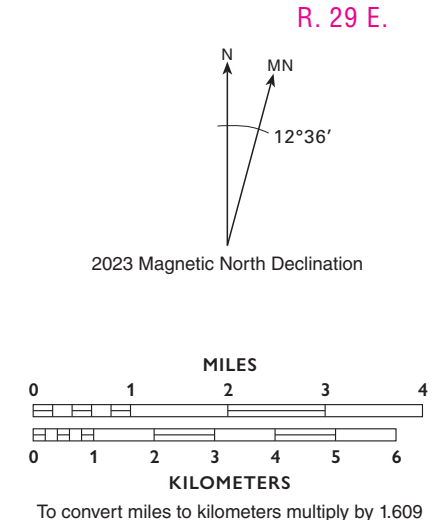 R. 29 E.
N
MN
12°36′
2023 Magnetic North Declination
MILES
0 1 2 3 4
0 1 2 3 4 5 6
KILOMETERS
To convert miles to kilometers multiply by 1.609